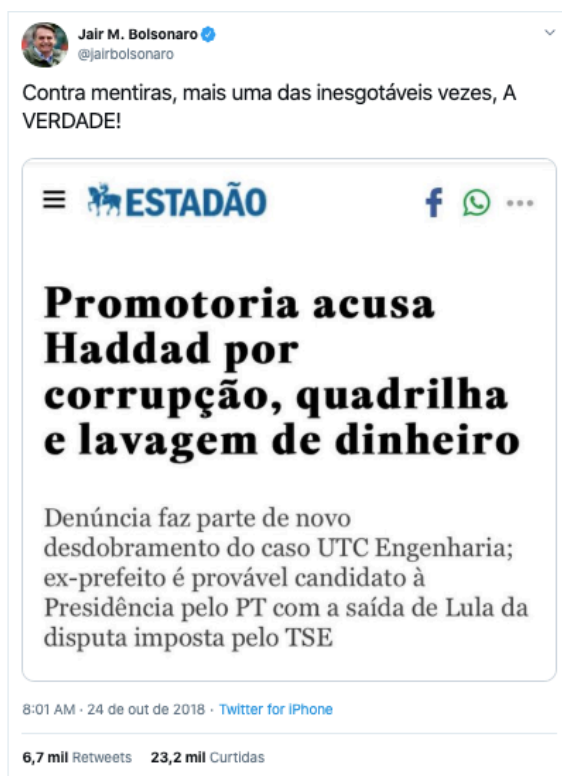 Jair M. Bolsonaro
@jairbolsonaro
Contra mentiras, mais uma das inesgotáveis vezes, A
VERDADE!
ESTADÃO
Promotoria acusa
Haddad por
corrupção, quadrilha
e lavagem de dinheiro
Denúncia faz parte de novo
desdobramento do caso UTC Engenharia;
ex-prefeito é provável candidato à
Presidência pelo PT com a saída de Lula da
disputa imposta pelo TSE
8:01 AM · 24 de out de 2018 · Twitter for iPhone
6,7 mil Retweets 23,2 mil Curtidas